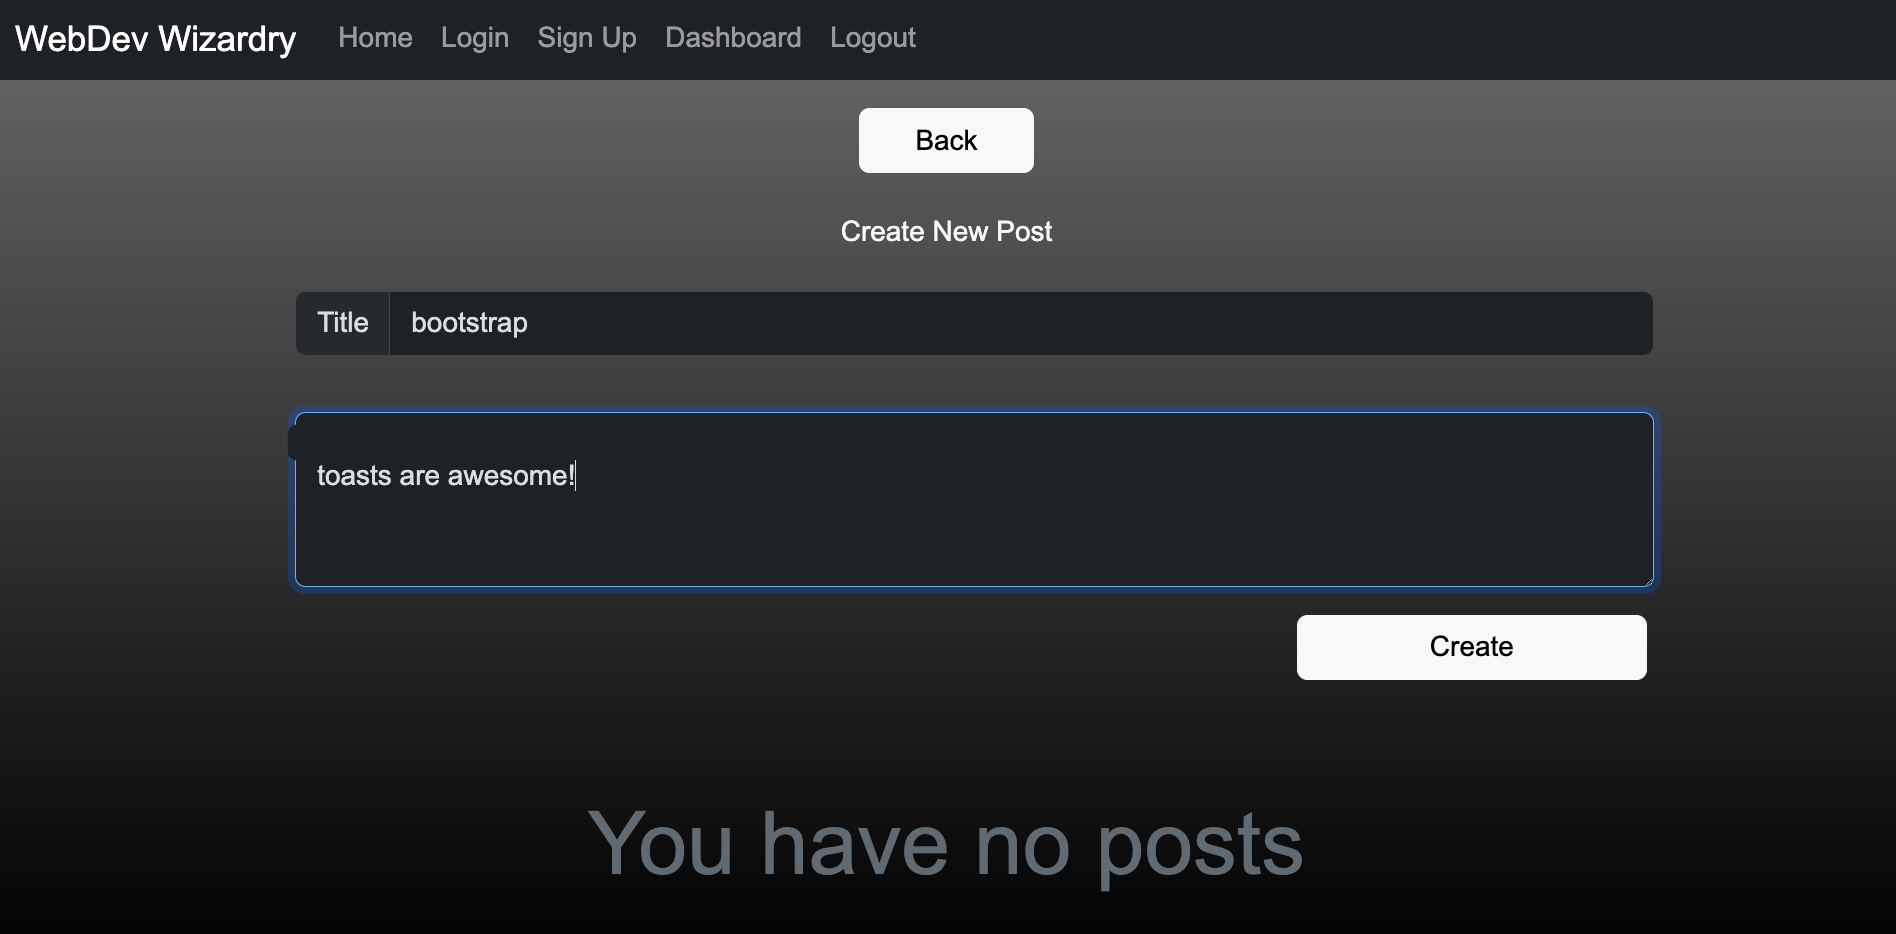 WebDev Wizardry Home Login Sign Up Dashboard Logout
Back
Create New Post
Title bootstrap
toasts are awesome!
Create
You have no posts